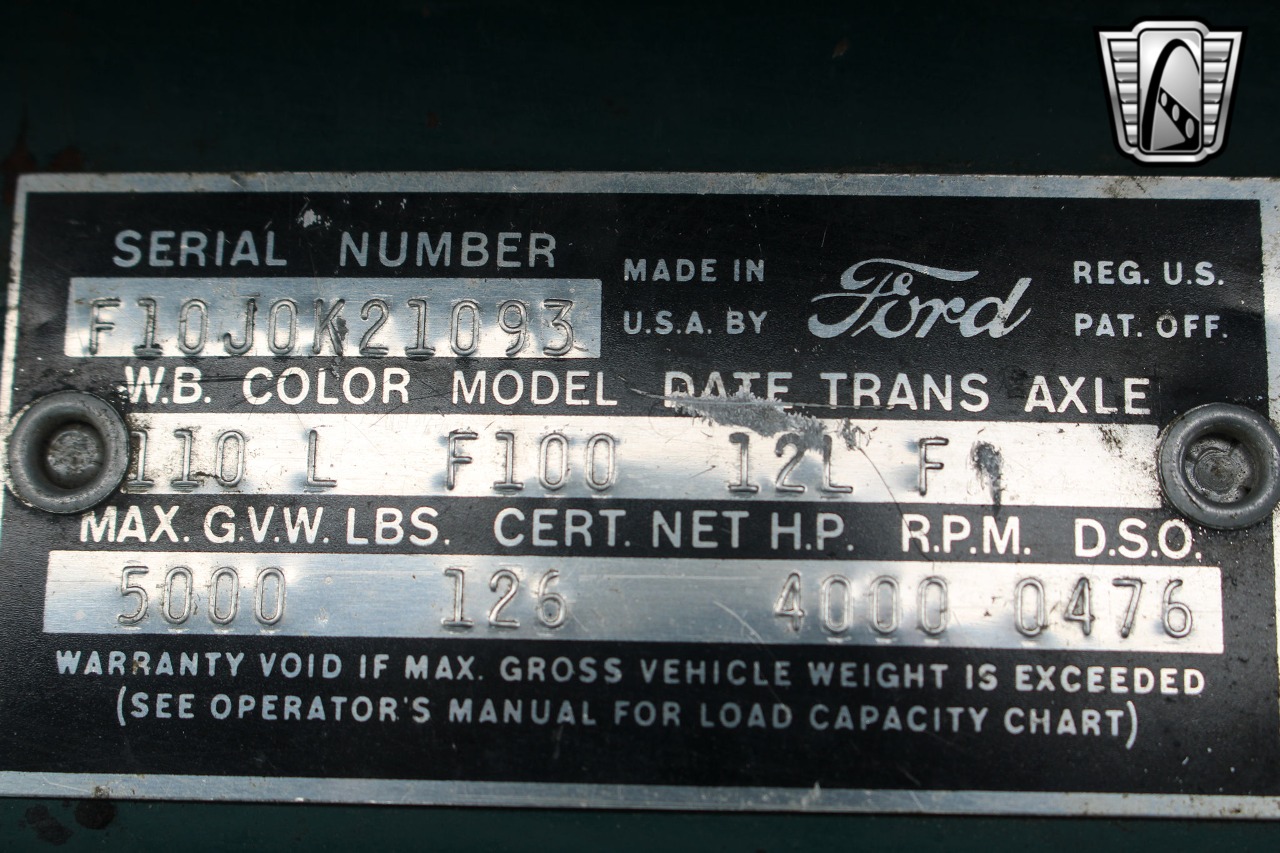 SERIAL NUMBER
F10J0K21093
MADE IN
U.S.A. BY
Ford
REG. U.S.
PAT. OFF.
W.B. COLOR MODEL DATE TRANS AXLE
110 L F100 12L F
MAX. G.V.W. LBS. CERT. NET H.P. R.P.M. D.S.O.
5000 126 4000 0476
WARRANTY VOID IF MAX. GROSS VEHICLE WEIGHT IS EXCEEDED
(SEE OPERATOR'S MANUAL FOR LOAD CAPACITY CHART)